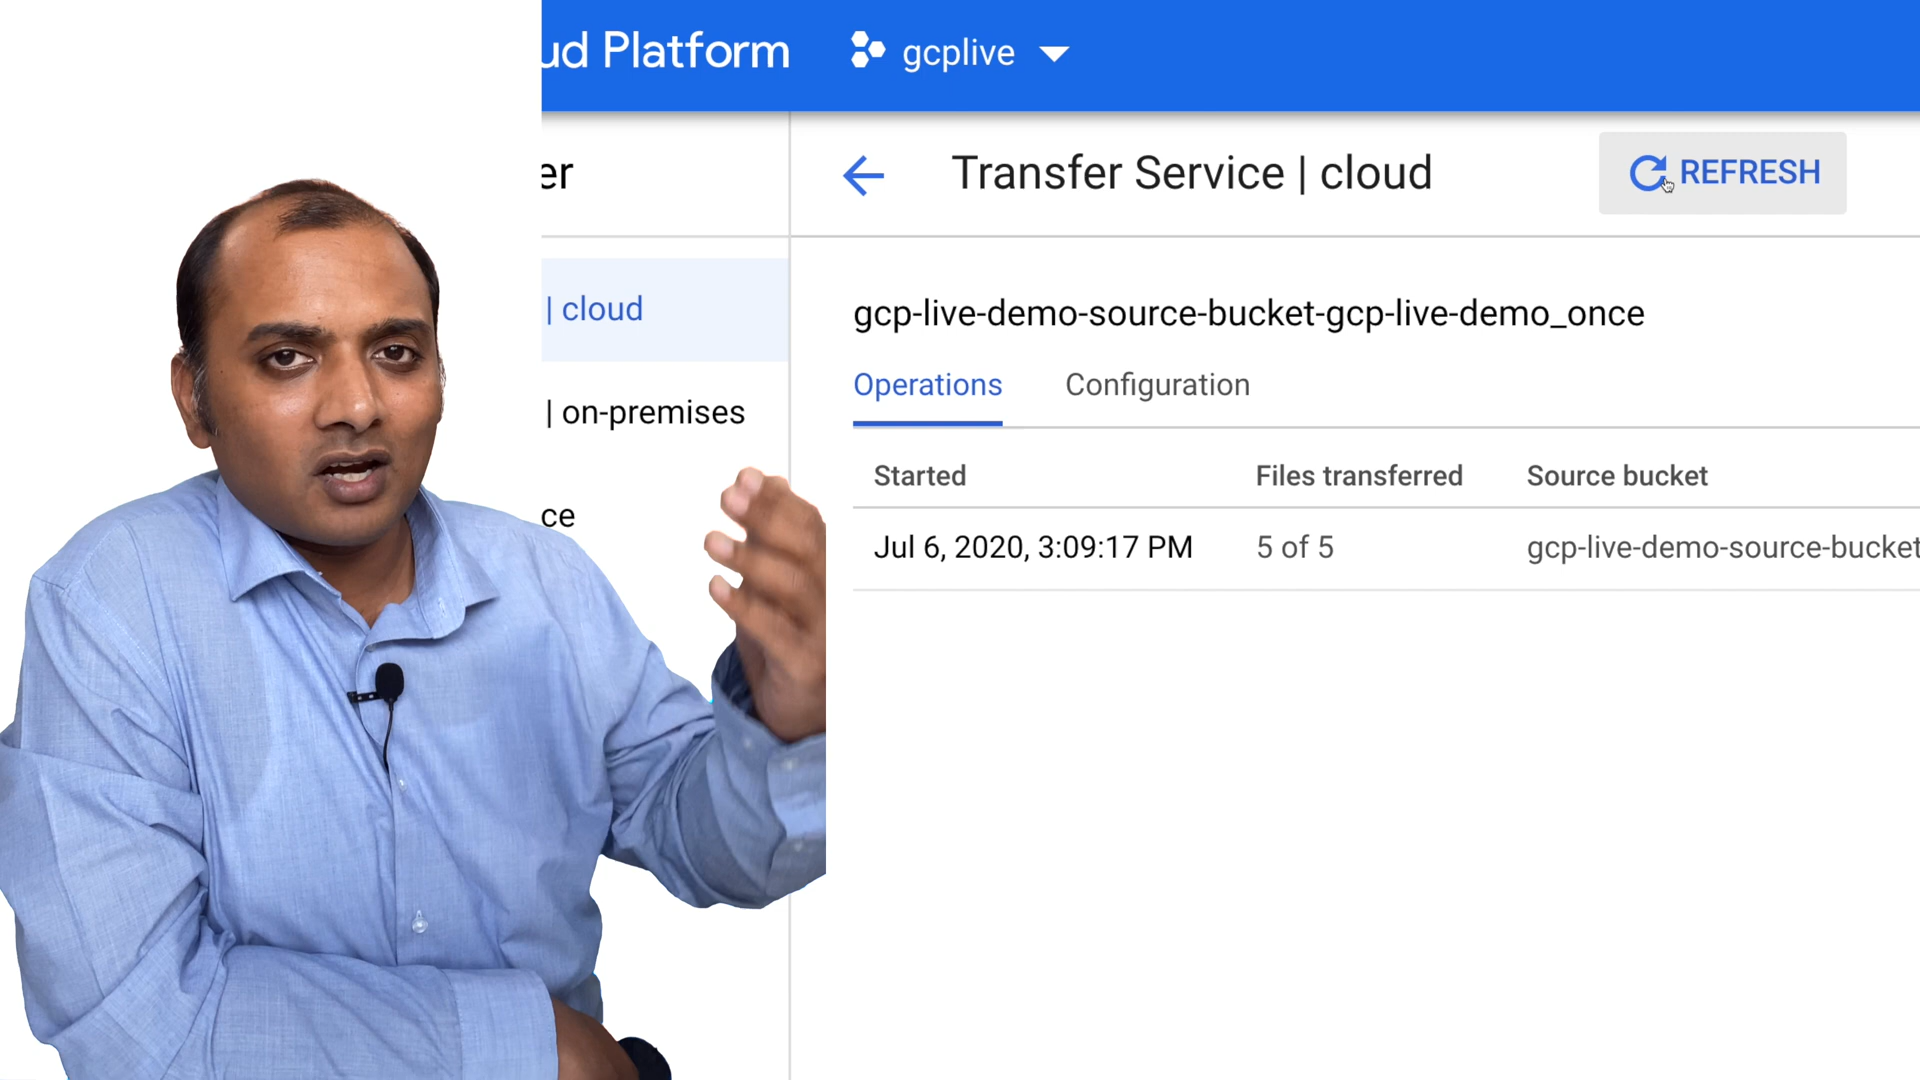 ud Platform gcplive
er
Transfer Service | cloud REFRESH
| cloud
| on-premises
ce
gcp-live-demo-source-bucket-gcp-live-demo_once
Operations Configuration
Started Files transferred Source bucket
Jul 6, 2020, 3:09:17 PM 5 of 5 gcp-live-demo-source-bucket